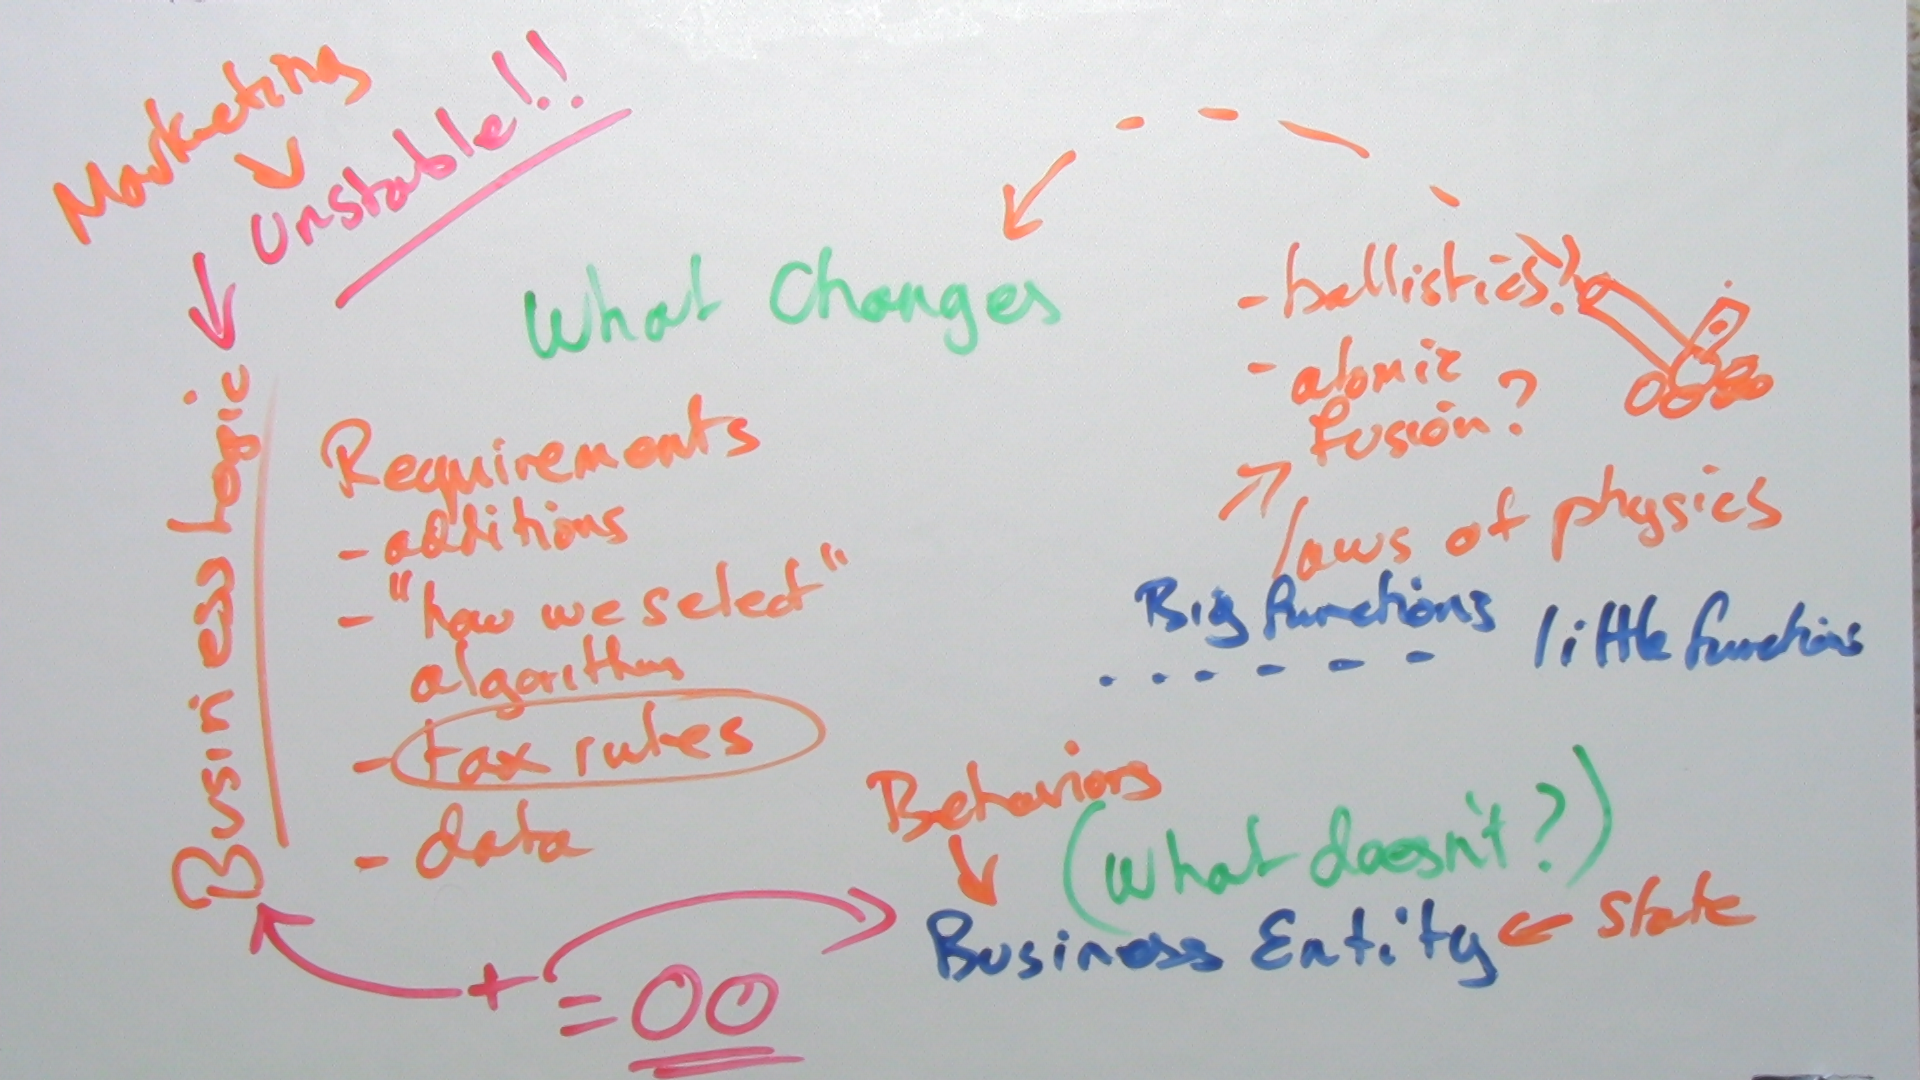 Marketing
unstable!!
What Changes
Business Logic
Requirements
- additions
- "how we select"
algorithm
- tax rules
- data
- ballistics?
- atomic
fusion?
laws of physics
Big functions
little functions
Behaviors
(what doesn't?)
Business Entity
State
+
= OO